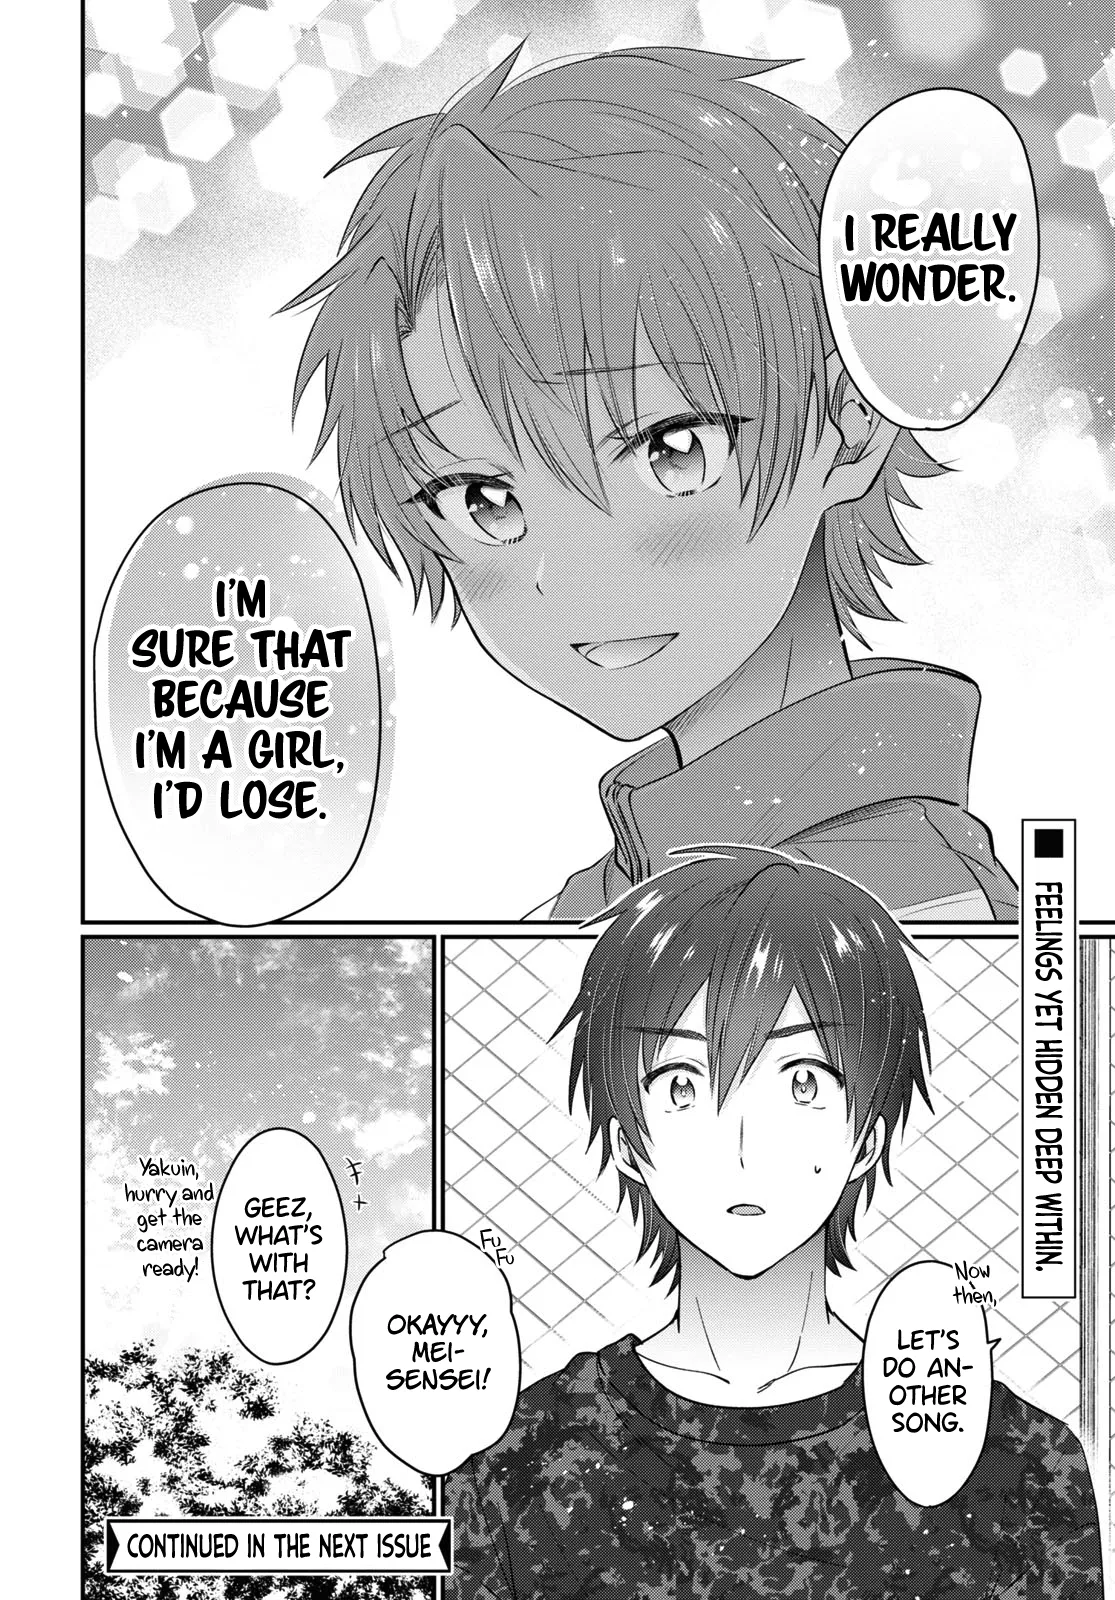 I REALLY
WONDER.
I'M
SURE THAT
BECAUSE
I'M A GIRL,
I'D LOSE.
FEELINGS YET HIDDEN DEEP WITHIN.
Now
then,
LET'S
DO AN-
OTHER
SONG.
FU
FU
OKAYYY,
MEI-
SENSEI!
GEEZ,
WHAT'S
WITH
THAT?
Yakuin,
hurry and
get the
camera
ready!
CONTINUED IN THE NEXT ISSUE